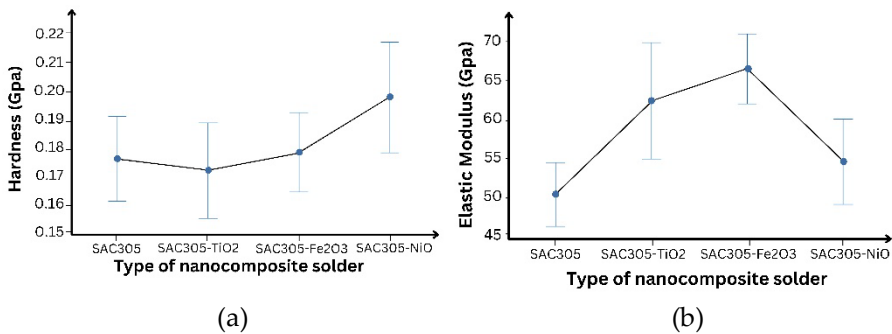 Hardness (Gpa)
0.22
0.21
0.20
0.19
0.18
0.17
0.16
0.15
SAC305
SAC305-TiO2
SAC305-Fe2O3
SAC305-NiO
Type of nanocomposite solder
(a)
Elastic Modulus (Gpa)
70
65
60
55
50
45
SAC305
SAC305-TiO2
SAC305-Fe2O3
SAC305-NiO
Type of nanocomposite solder
(b)